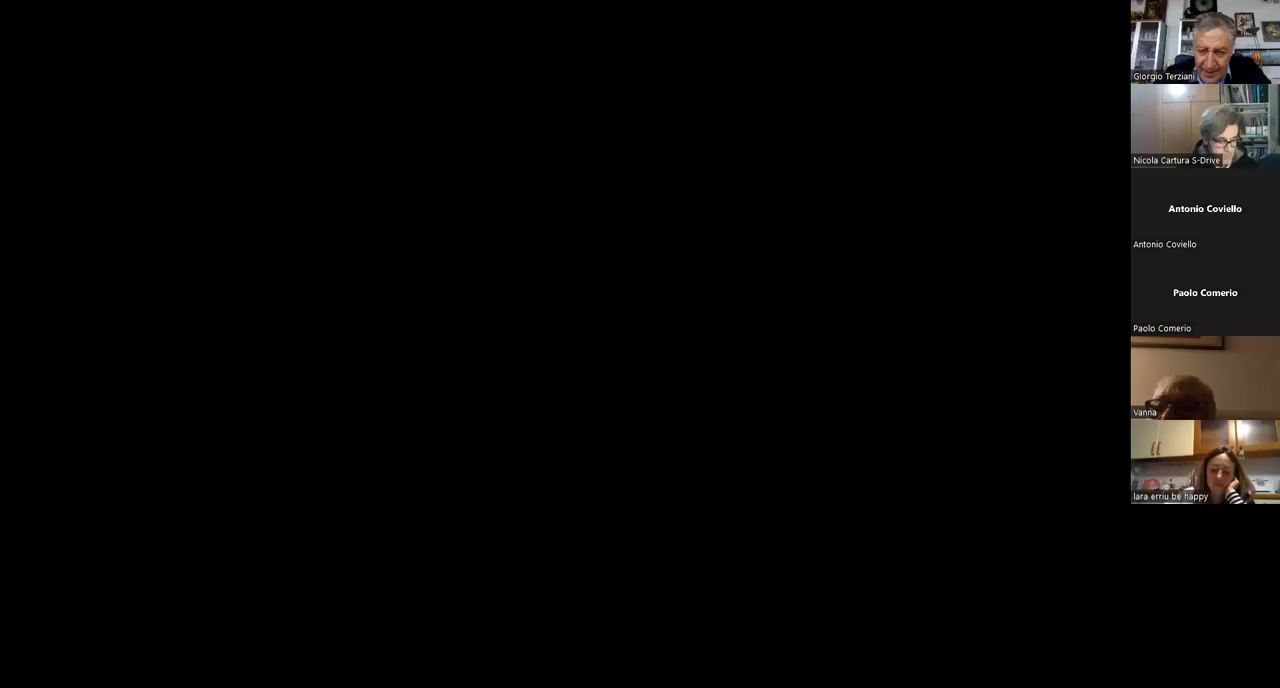 Giorgio Terziani
Nicola Cartura S-Drive
Antonio Coviello
Antonio Coviello
Paolo Comerio
Paolo Comerio
Vanna
lara erriu be happy